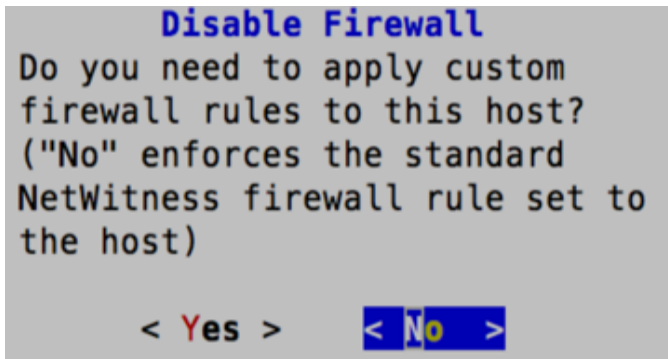 Disable Firewall
Do you need to apply custom
firewall rules to this host?
("No" enforces the standard
NetWitness firewall rule set to
the host)
< Yes > < No >